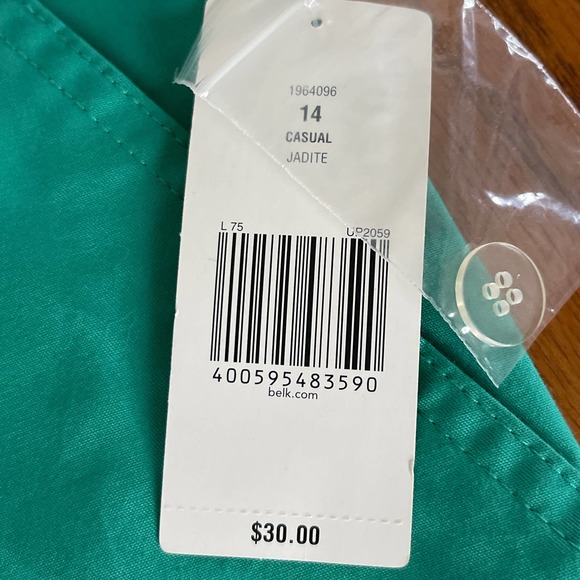 1964096
14
CASUAL
JADITE
L 75 UP2059
400595483590
belk.com
$30.00